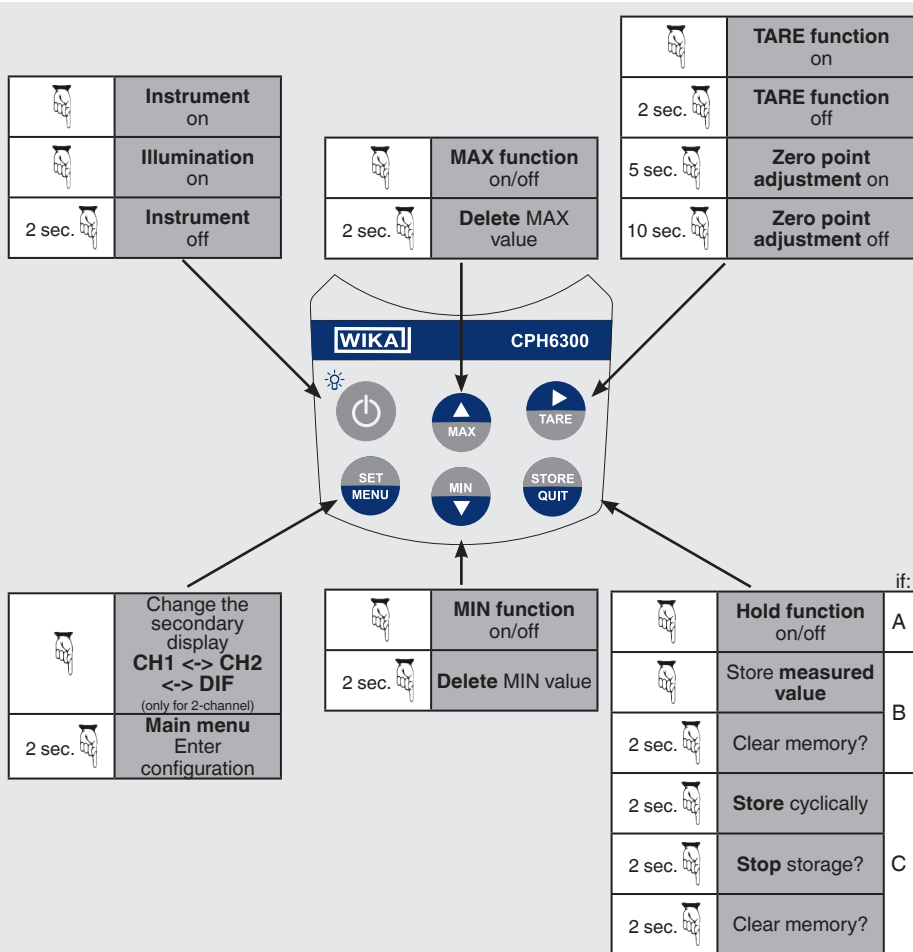 TARE function
on
2 sec.
TARE function
off
5 sec.
Zero point
adjustment on
10 sec.
Zero point
adjustment off
Instrument
on
Illumination
on
2 sec.
Instrument
off
MAX function
on/off
2 sec.
Delete MAX
value
WIKA
CPH6300
MAX
TARE
SET
MENU
MIN
STORE
QUIT
Change the
secondary
display
CH1 <-> CH2
<-> DIF
(only for 2-channel)
2 sec.
Main menu
Enter
configuration
MIN function
on/off
2 sec.
Delete MIN value
if:
Hold function
on/off
A
Store measured
value
B
2 sec.
Clear memory?
2 sec.
Store cyclically
2 sec.
Stop storage?
C
2 sec.
Clear memory?